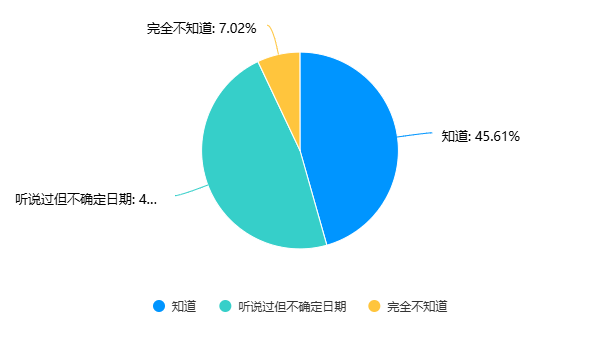 完全不知道: 7.02%
知道: 45.61%
听说过但不确定日期: 4...
知道
听说过但不确定日期
完全不知道